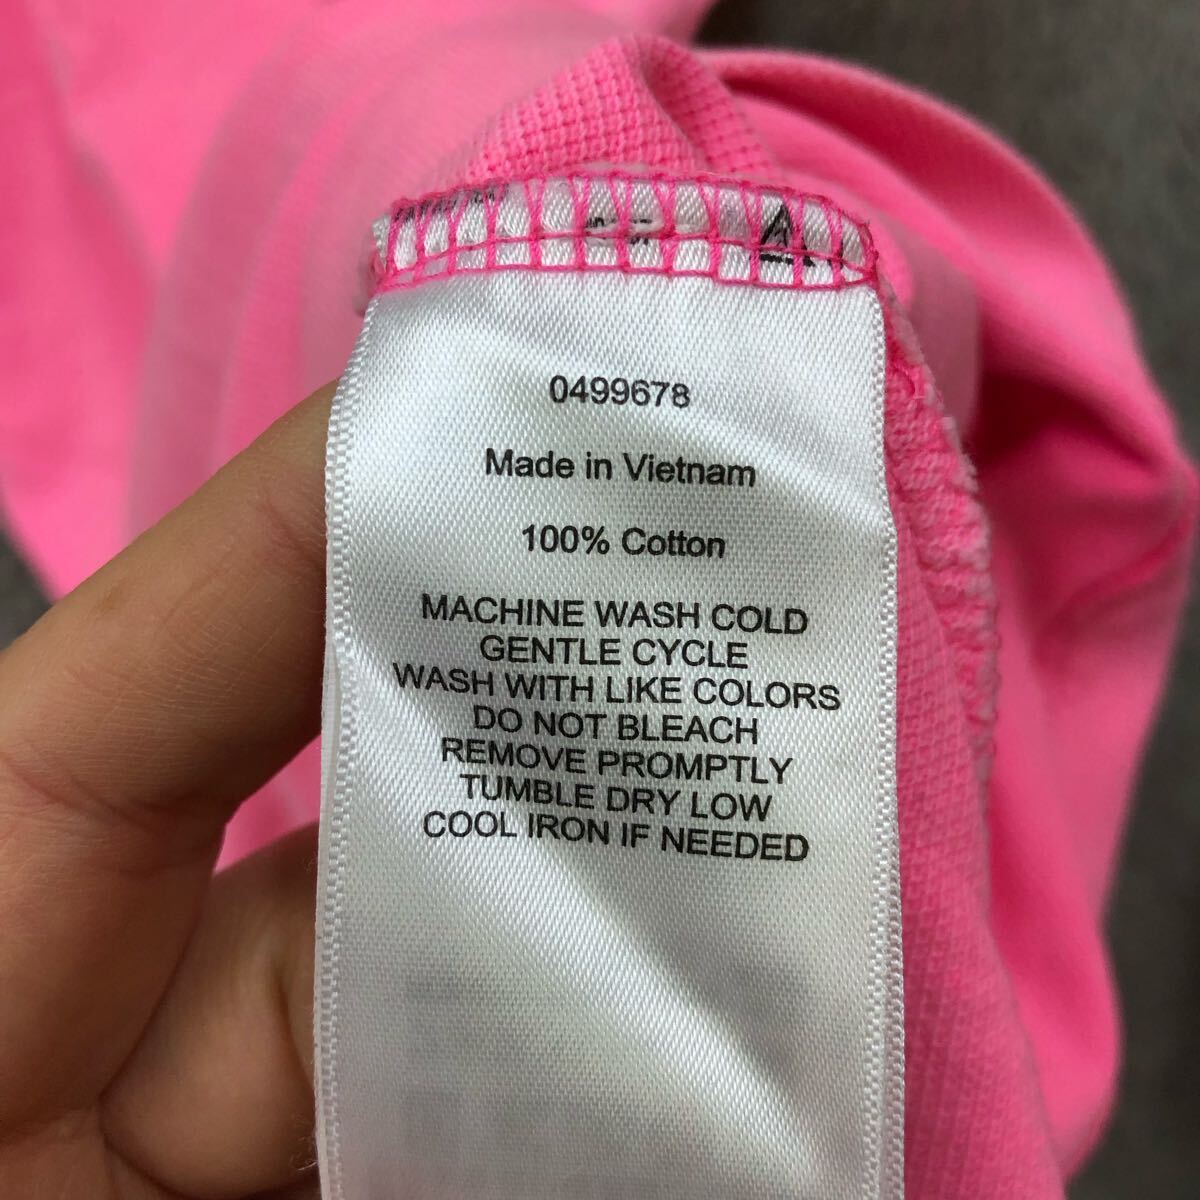 0499678
Made in Vietnam
100% Cotton
MACHINE WASH COLD
GENTLE CYCLE
WASH WITH LIKE COLORS
DO NOT BLEACH
REMOVE PROMPTLY
TUMBLE DRY LOW
COOL IRON IF NEEDED